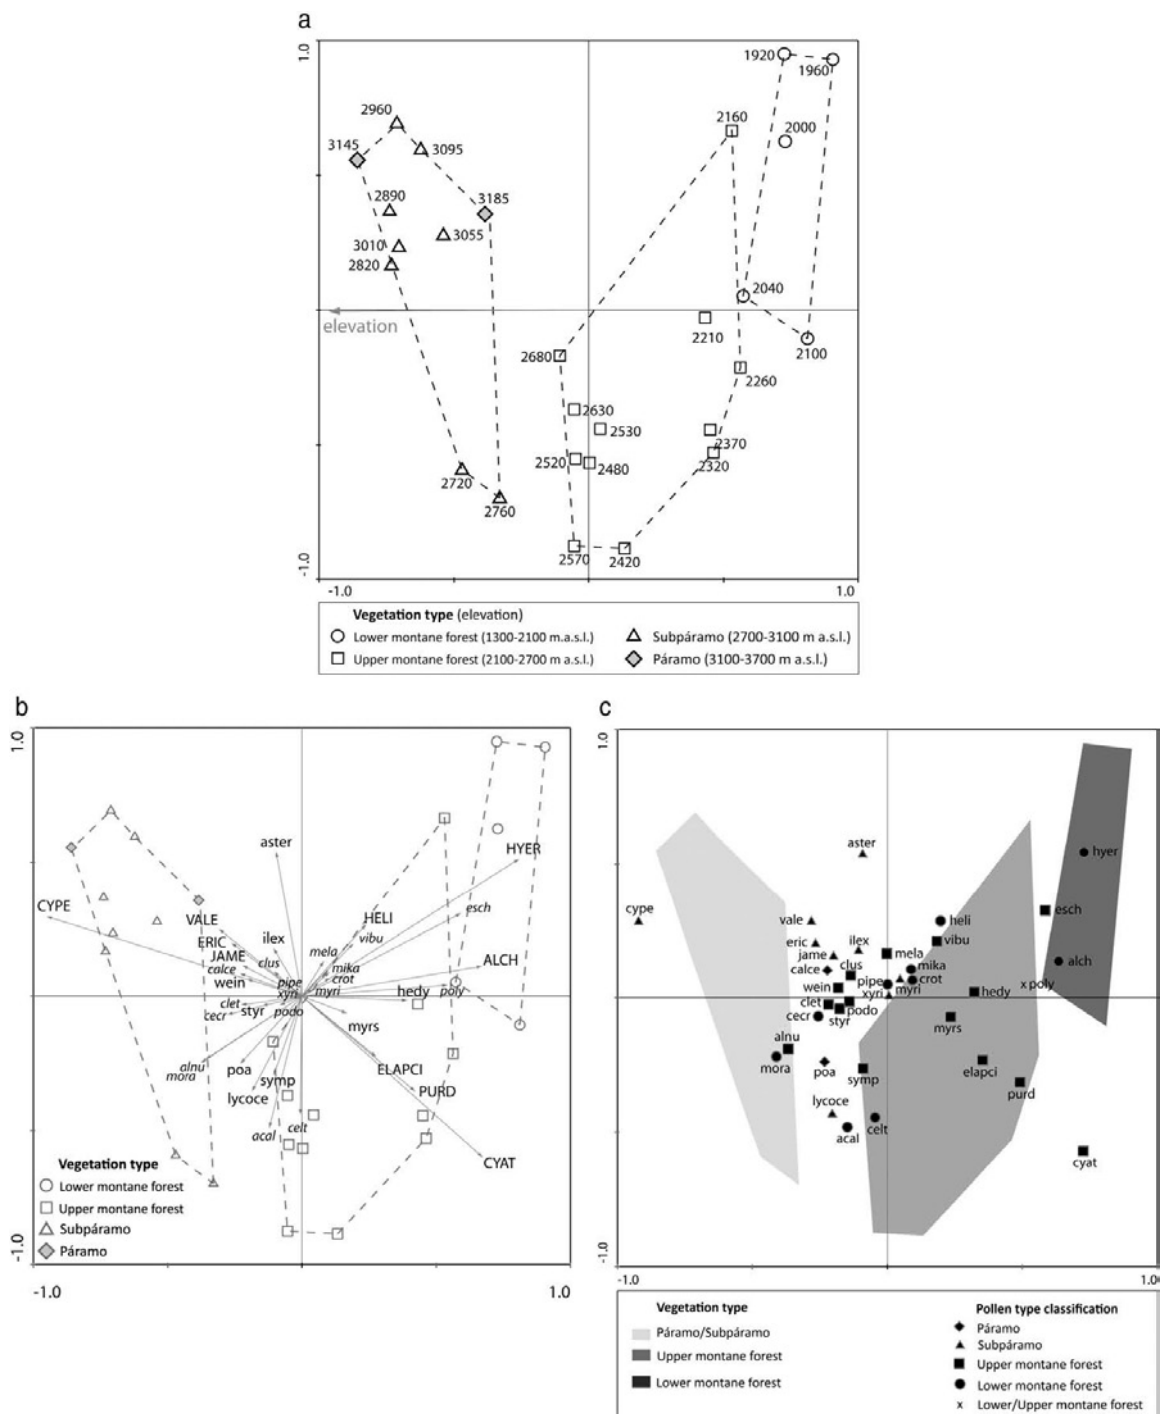 a
1.0
1920
1960
2960
2160
2000
3145
3095
2890
3185
3055
3010
2820
2040
elevation
2210
2100
2680
2260
2630
2530
2370
2520
2480
2320
2720
2760
2570
2420
-1.0
-1.0
1.0
Vegetation type (elevation)
Lower montane forest (1300-2100 m.a.s.l.)
Subpáramo (2700-3100 m a.s.l.)
Upper montane forest (2100-2700 m a.s.l.)
Páramo (3100-3700 m a.s.l.)
b
1.0
aster
HYER
CYPE
esch
VALE
HELI
vibu
ERIC
ilex
JAME
mela
clus
calce
mika
ALCH
wein
pipe
crot
xyri
myri
hedy
poly
clet
styr
podo
cecr
myrs
alnu
mora
poa
symp
ELAPCI
lycoce
PURD
acal
celt
CYAT
Vegetation type
Lower montane forest
Upper montane forest
Subpáramo
Páramo
-1.0
-1.0
1.0
c
1.0
aster
hyer
cype
vale
heli
esch
eric
ilex
vibu
jame
mela
calce
clus
mika
alch
wein
pipe
crot
xyri
myri
hedy
x poly
clet
podo
cecr
styr
myrs
alnu
mora
poa
symp
elapci
purd
lycoce
acal
celt
cyat
-1.0
-1.0
1.0
Vegetation type
Páramo/Subpáramo
Upper montane forest
Lower montane forest
Pollen type classification
Páramo
Subpáramo
Upper montane forest
Lower montane forest
x Lower/Upper montane forest